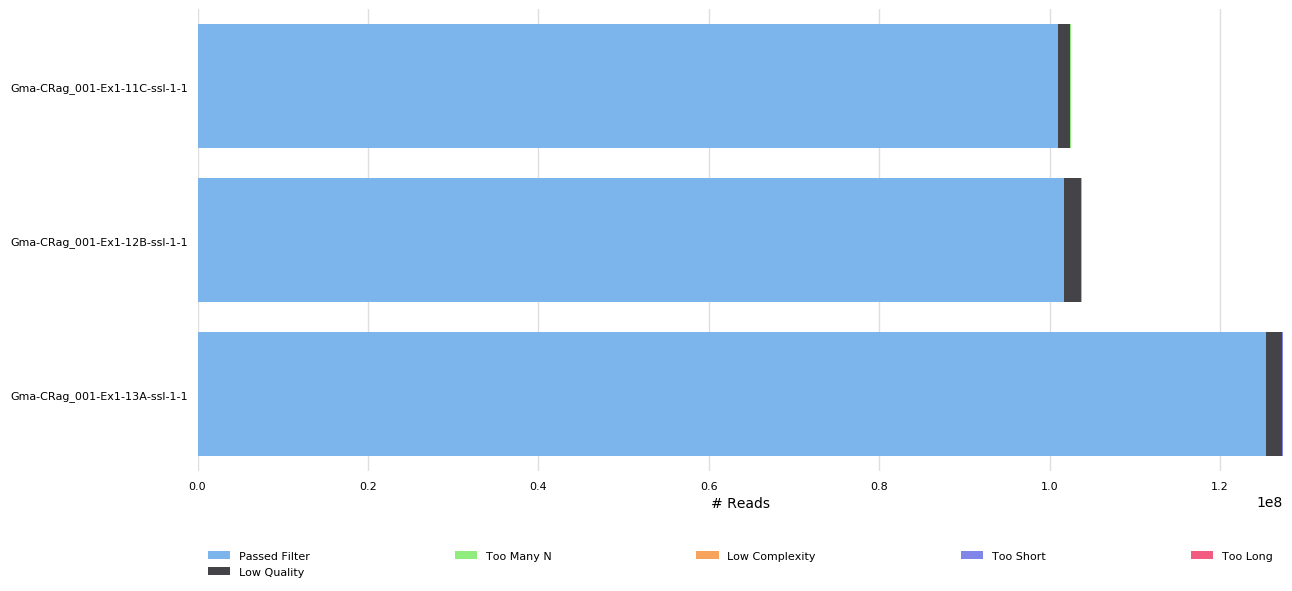 Gma-CRag_001-Ex1-11C-ssl-1-1
Gma-CRag_001-Ex1-12B-ssl-1-1
Gma-CRag_001-Ex1-13A-ssl-1-1
0.0 0.2 0.4 0.6 0.8 1.0 1.2
# Reads 1e8
Passed Filter Too Many N Low Complexity Too Short Too Long
Low Quality